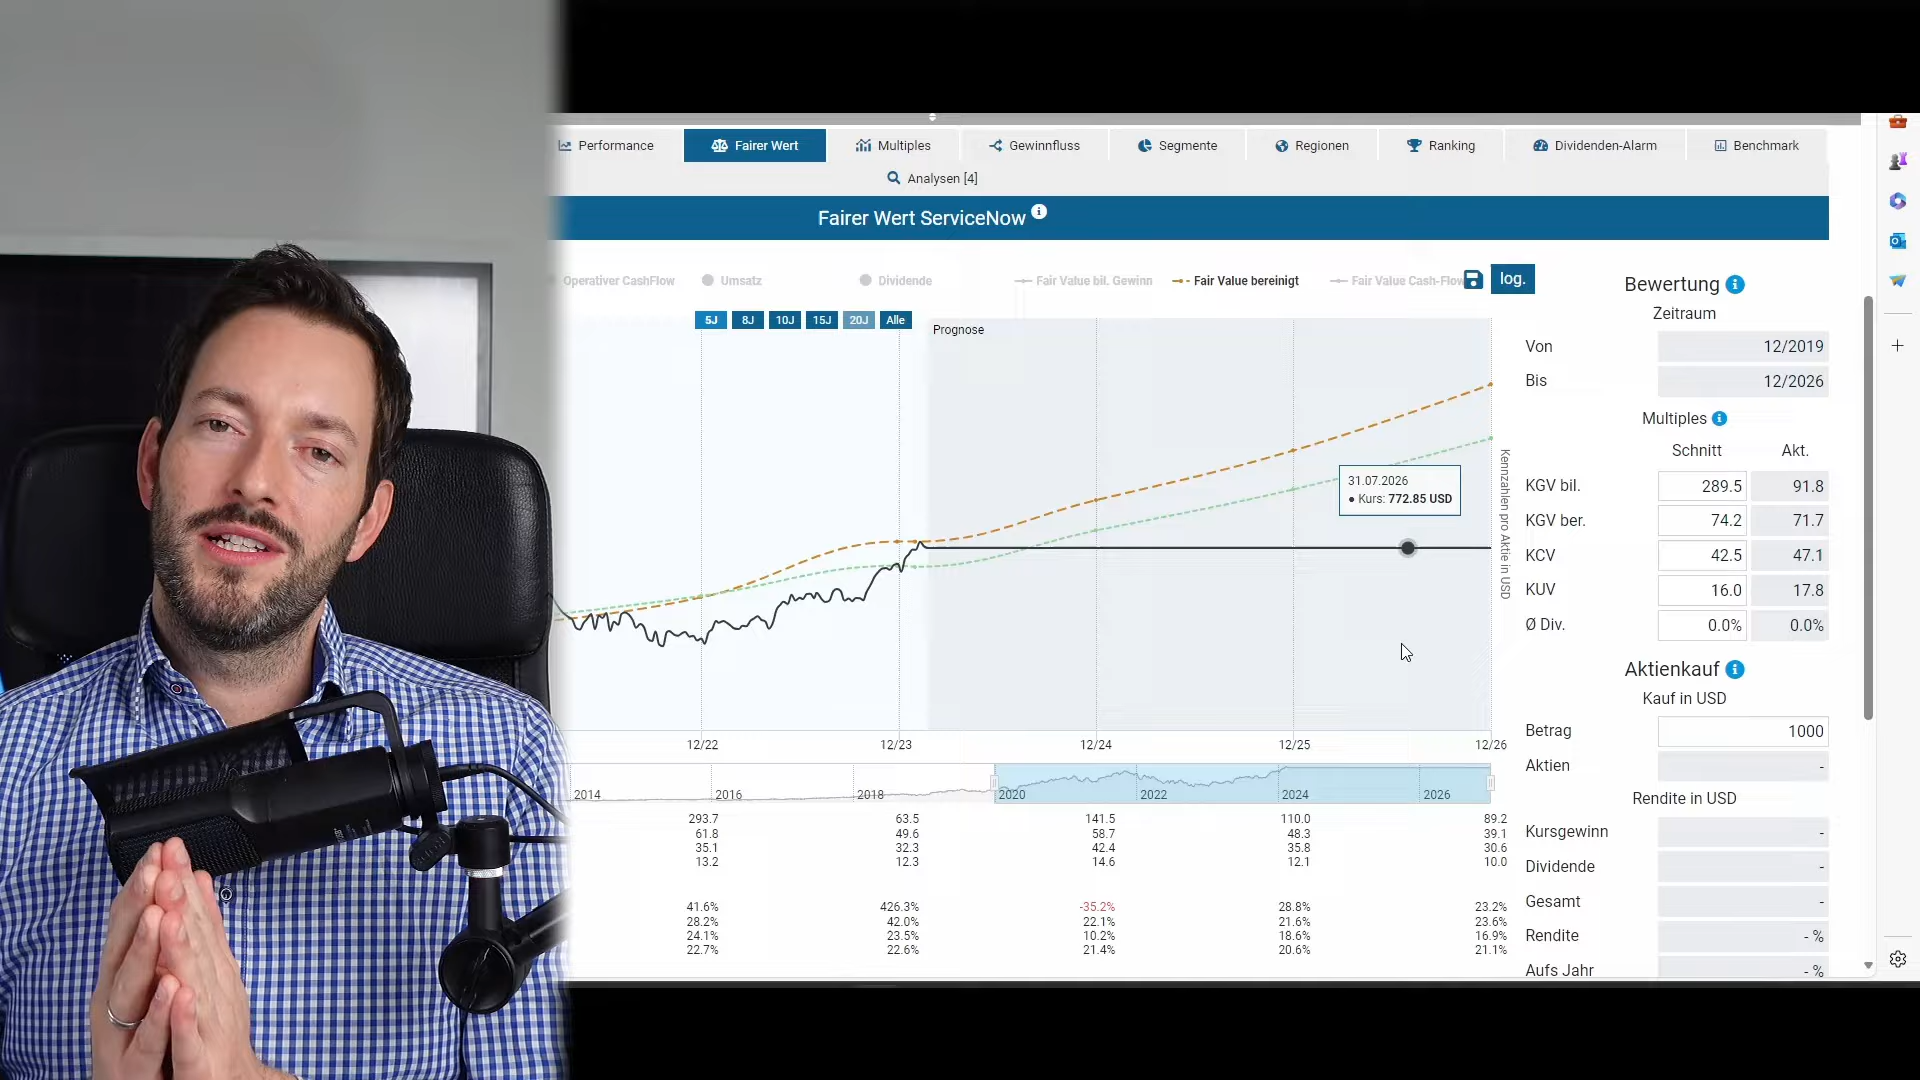 Performance
Fairer Wert
Multiples
Gewinnfluss
Segmente
Regionen
Ranking
Dividenden-Alarm
Benchmark
Analysen [4]
Fairer Wert ServiceNow
Operativer CashFlow
Umsatz
Dividende
Fair Value bil. Gewinn
Fair Value bereinigt
Fair Value Cash-Flow
log.
5J 8J 10J 15J 20J Alle
Prognose
31.07.2026
● Kurs: 772.85 USD
Kennzahlen pro Aktie in USD
12/22 12/23 12/24 12/25 12/26
2014 2016 2018 2020 2022 2024 2026
293.7 63.5 141.5 110.0 89.2
61.8 49.6 58.7 48.3 39.1
35.1 32.3 42.4 35.8 30.6
13.2 12.3 14.6 12.1 10.0
41.6% 426.3% -35.2% 28.8% 23.2%
28.2% 42.0% 22.1% 21.6% 23.6%
24.1% 23.5% 10.2% 18.6% 16.9%
22.7% 22.6% 21.4% 20.6% 21.1%
Bewertung
Zeitraum
Von 12/2019
Bis 12/2026
Multiples
Schnitt Akt.
KGV bil. 289.5 91.8
KGV ber. 74.2 71.7
KCV 42.5 47.1
KUV 16.0 17.8
Ø Div. 0.0% 0.0%
Aktienkauf
Kauf in USD
Betrag 1000
Aktien -
Rendite in USD
Kursgewinn -
Dividende -
Gesamt -
Rendite - %
Aufs Jahr - %